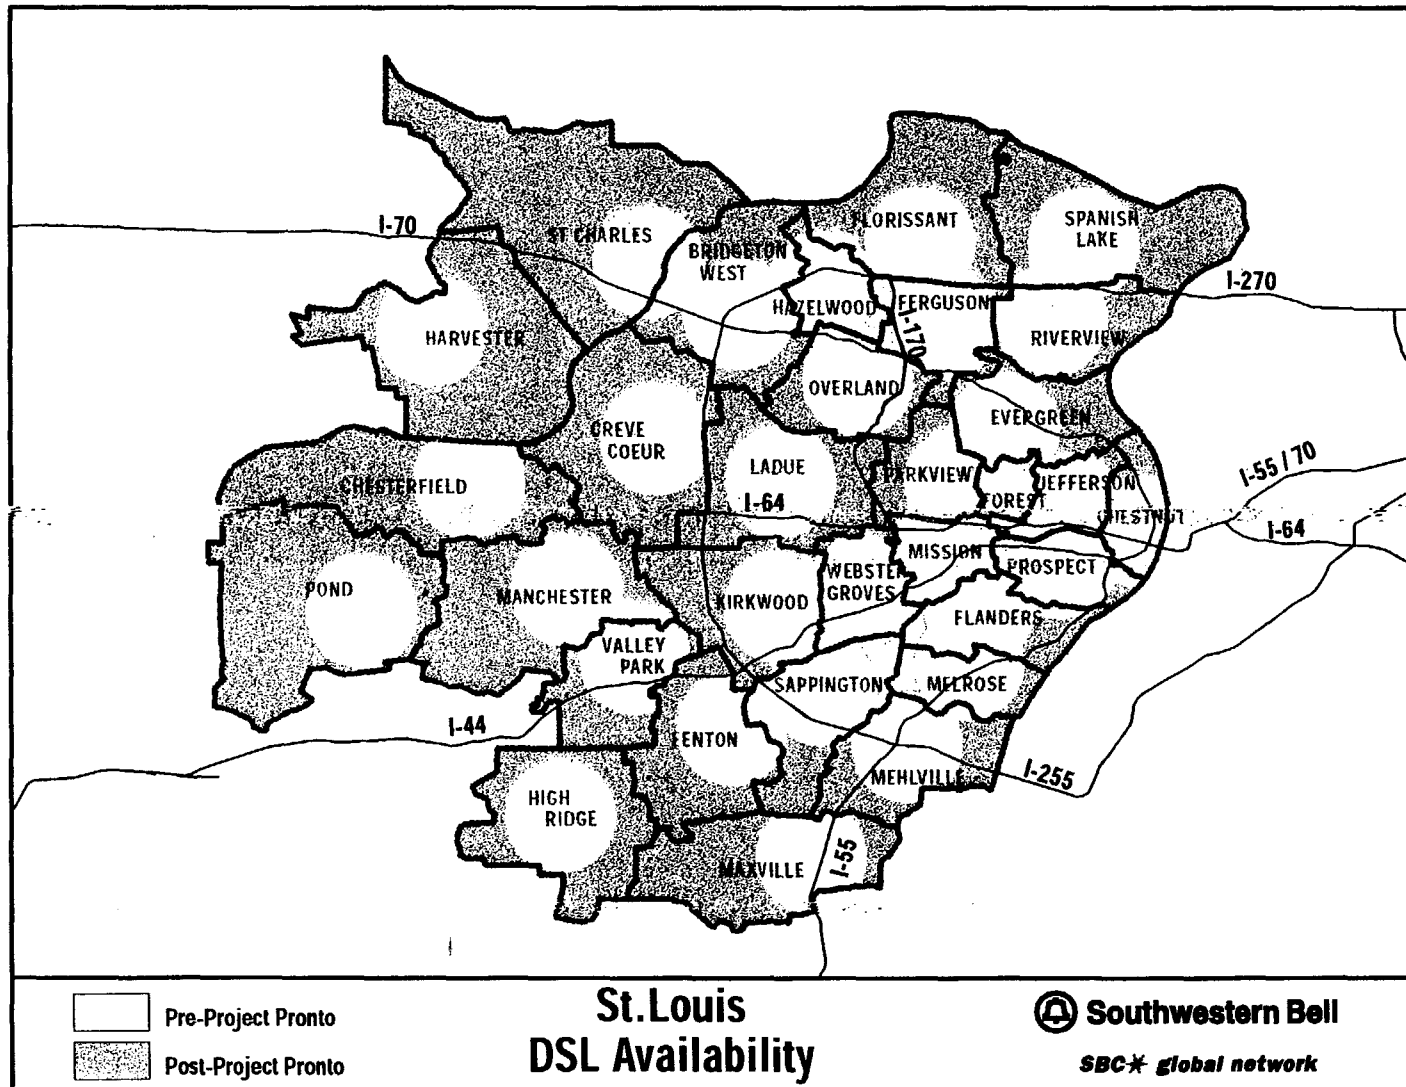 I-70
ST CHARLES
BRIDGETON
WEST
FLORISSANT
SPANISH
LAKE
I-270
HARVESTER
HAZELWOOD
FERGUSON
I-170
RIVERVIEW
OVERLAND
EVERGREEN
CREVE
COEUR
LADUE
PARKVIEW
FOREST
JEFFERSON
CHESTNUT
I-55 / 70
I-64
CHESTERFIELD
I-64
POND
MANCHESTER
KIRKWOOD
WEBSTER
GROVES
MISSION
PROSPECT
FLANDERS
VALLEY
PARK
SAPPINGTON
MELROSE
I-44
FENTON
MEHLVILLE
I-255
HIGH
RIDGE
MAXVILLE
I-55
Pre-Project Pronto
Post-Project Pronto
St.Louis
DSL Availability
Southwestern Bell
SBC global network